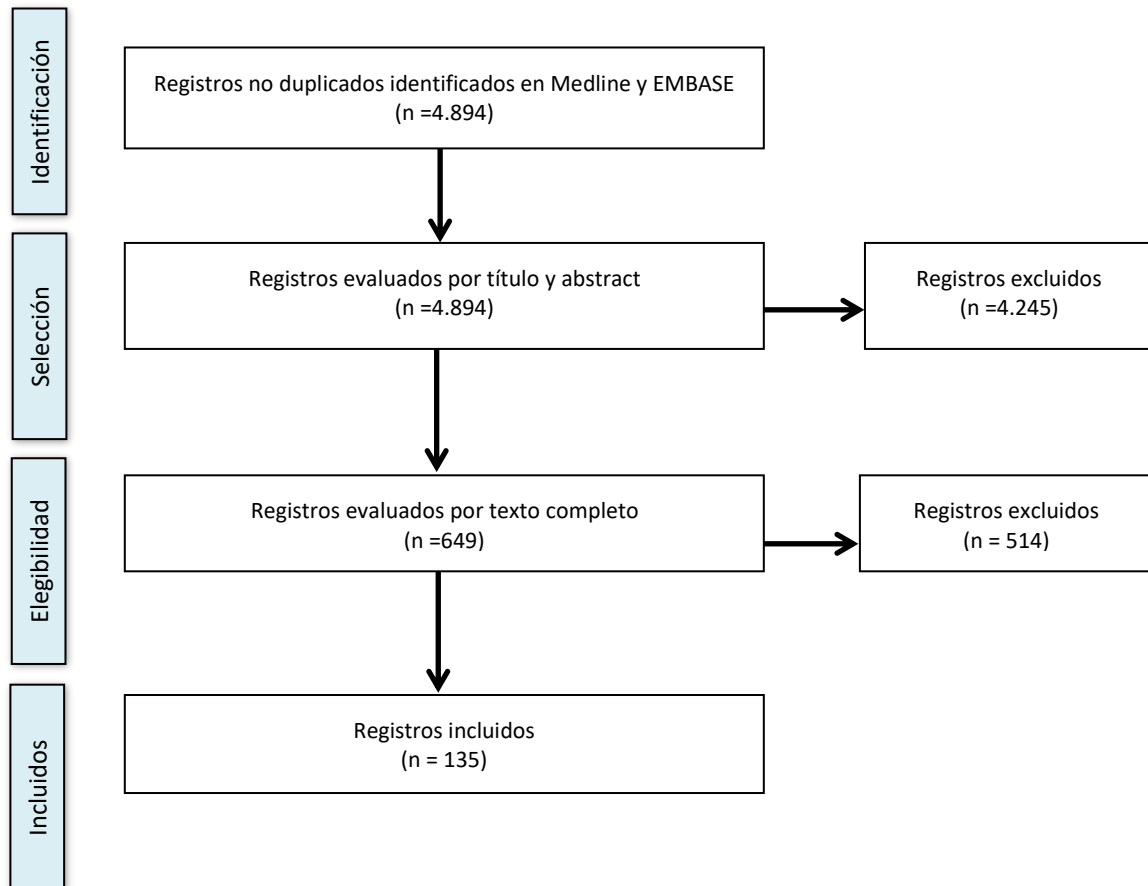 Identificación
Registros no duplicados identificados en Medline y EMBASE
(n =4.894)
Selección
Registros evaluados por título y abstract
(n =4.894)
Registros excluidos
(n =4.245)
Elegibilidad
Registros evaluados por texto completo
(n =649)
Registros excluidos
(n = 514)
Incluidos
Registros incluidos
(n = 135)